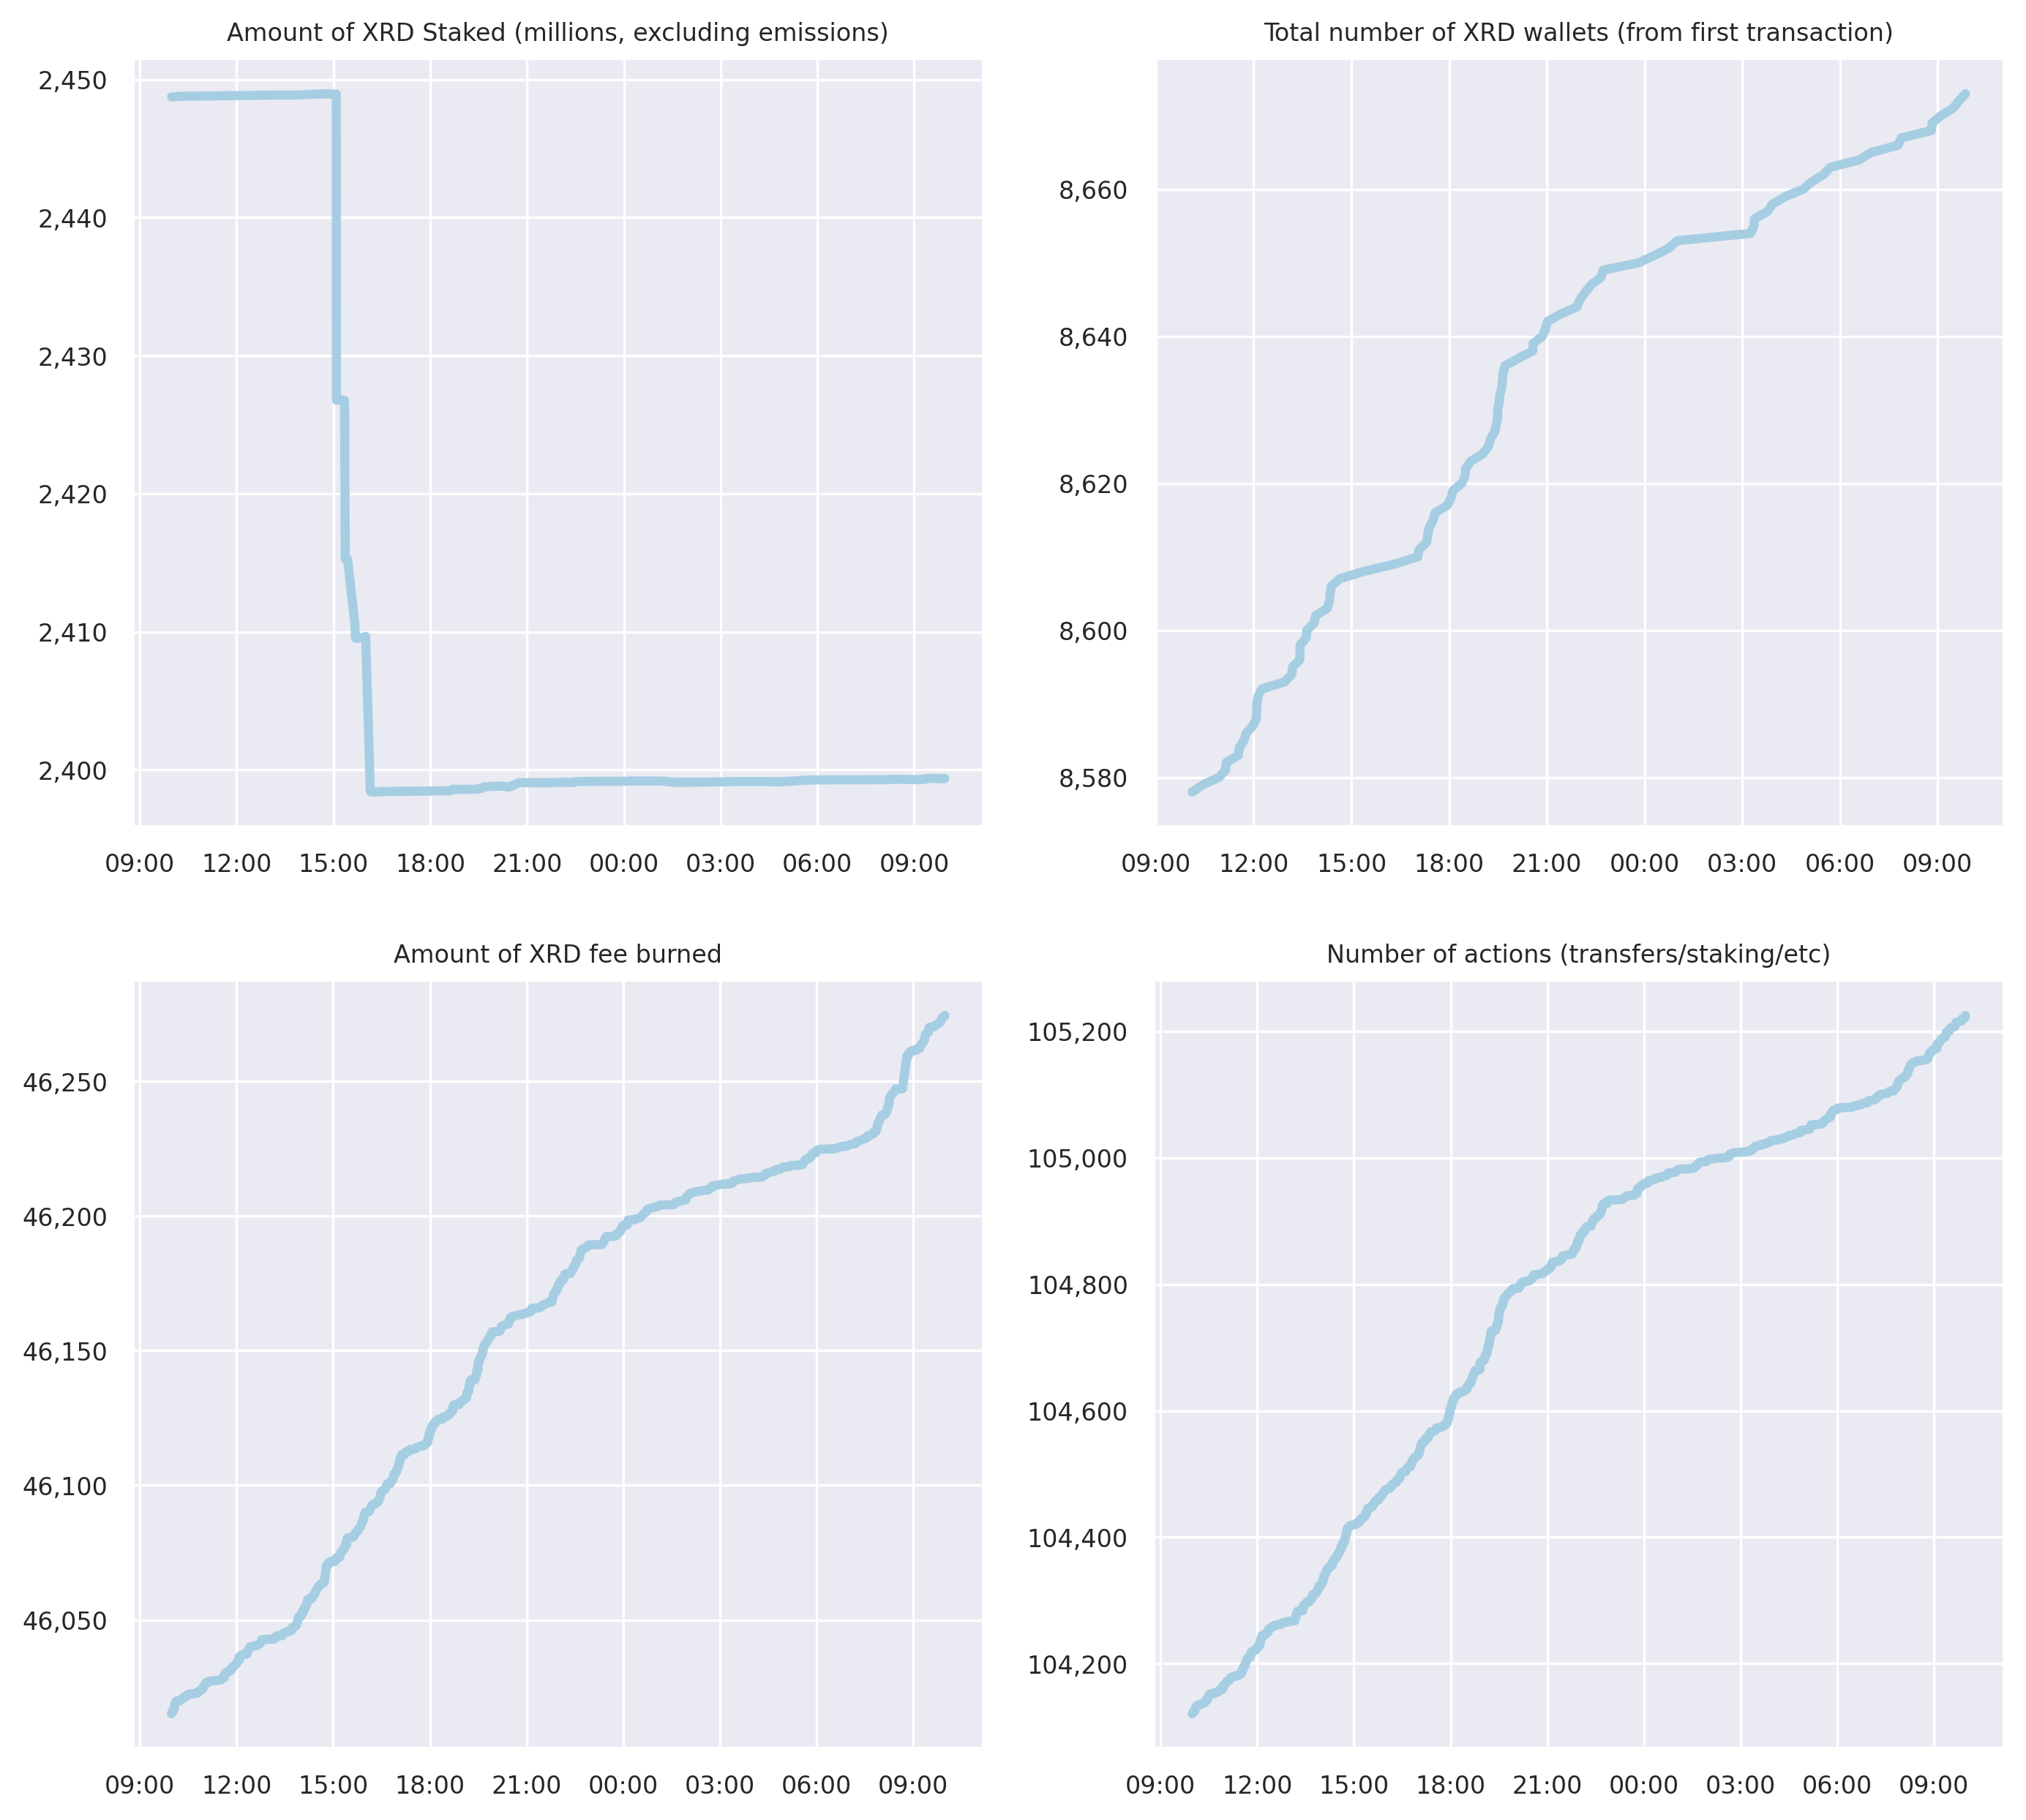 Amount of XRD Staked (millions, excluding emissions)
2,450
2,440
2,430
2,420
2,410
2,400
09:00 12:00 15:00 18:00 21:00 00:00 03:00 06:00 09:00
Total number of XRD wallets (from first transaction)
8,660
8,640
8,620
8,600
8,580
09:00 12:00 15:00 18:00 21:00 00:00 03:00 06:00 09:00
Amount of XRD fee burned
46,250
46,200
46,150
46,100
46,050
09:00 12:00 15:00 18:00 21:00 00:00 03:00 06:00 09:00
Number of actions (transfers/staking/etc)
105,200
105,000
104,800
104,600
104,400
104,200
09:00 12:00 15:00 18:00 21:00 00:00 03:00 06:00 09:00